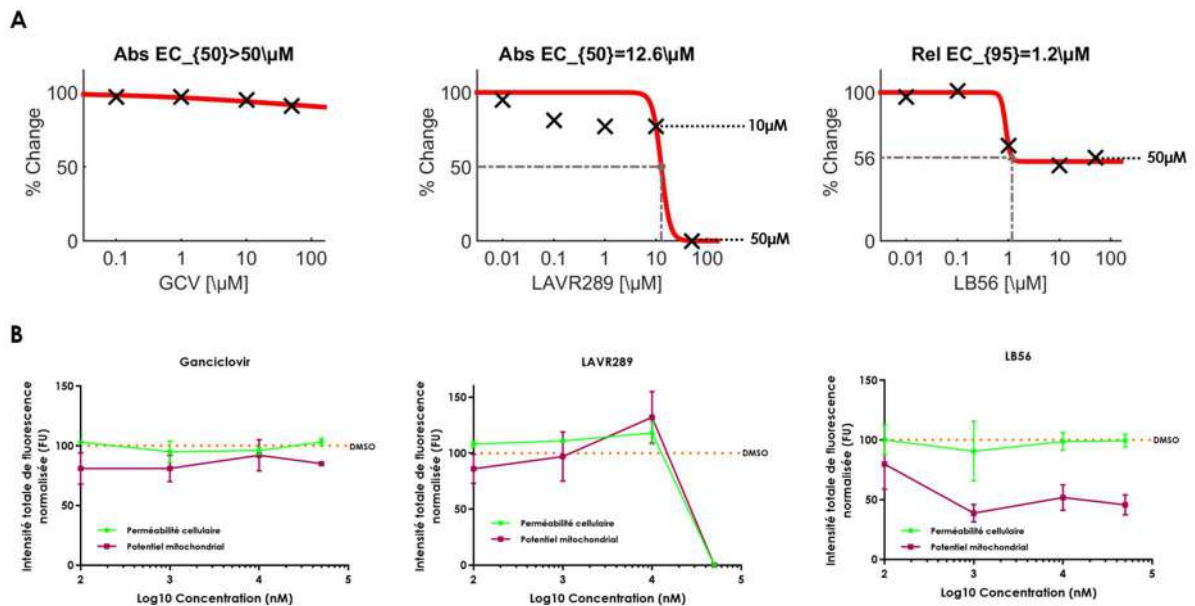 A
Abs EC_{50}>50\µM
% Change
100
50
0
0.1
1
10
100
GCV [\µM]
Abs EC_{50}=12.6\µM
% Change
100
50
0
10µM
50µM
0.01
0.1
1
10
100
LAVR289 [\µM]
Rel EC_{95}=1.2\µM
% Change
100
56
0
50µM
0.01
0.1
1
10
100
LB56 [\µM]
B
Ganciclovir
Intensité totale de fluorescence
normalisée (FU)
150
100
50
0
DMSO
Perméabilité cellulaire
Potentiel mitochondrial
2
3
4
5
Log10 Concentration (nM)
LAVR289
Intensité totale de fluorescence
normalisée (FU)
150
100
50
0
DMSO
Perméabilité cellulaire
Potentiel mitochondrial
2
3
4
5
Log10 Concentration (nM)
LB56
Intensité totale de fluorescence
normalisée (FU)
150
100
50
0
DMSO
Perméabilité cellulaire
Potentiel mitochondrial
2
3
4
5
Log10 Concentration (nM)